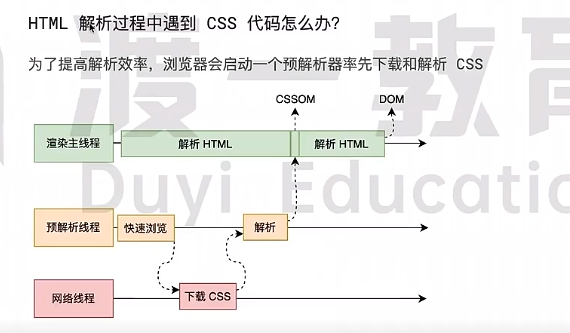 HTML 解析过程中遇到 CSS 代码怎么办?
为了提高解析效率，浏览器会启动一个预解析器率先下载和解析 CSS
CSSOM
DOM
渲染主线程
解析 HTML
解析 HTML
预解析线程
快速浏览
解析
网络线程
下载 CSS
渡一教育
Duyi Educatio